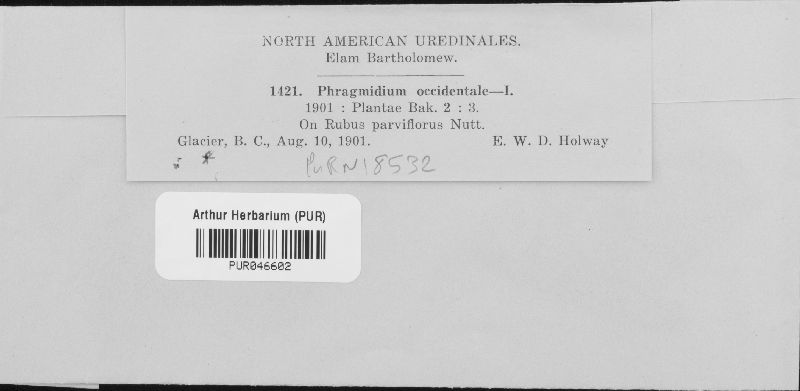 NORTH AMERICAN UREDINALES.
Elam Bartholomew.
1421. Phragmidium occidentale—I.
1901 : Plantae Bak. 2 : 3.
On Rubus parviflorus Nutt.
Glacier, B. C., Aug. 10, 1901. E. W. D. Holway
PURN18532
Arthur Herbarium (PUR)
PUR046602